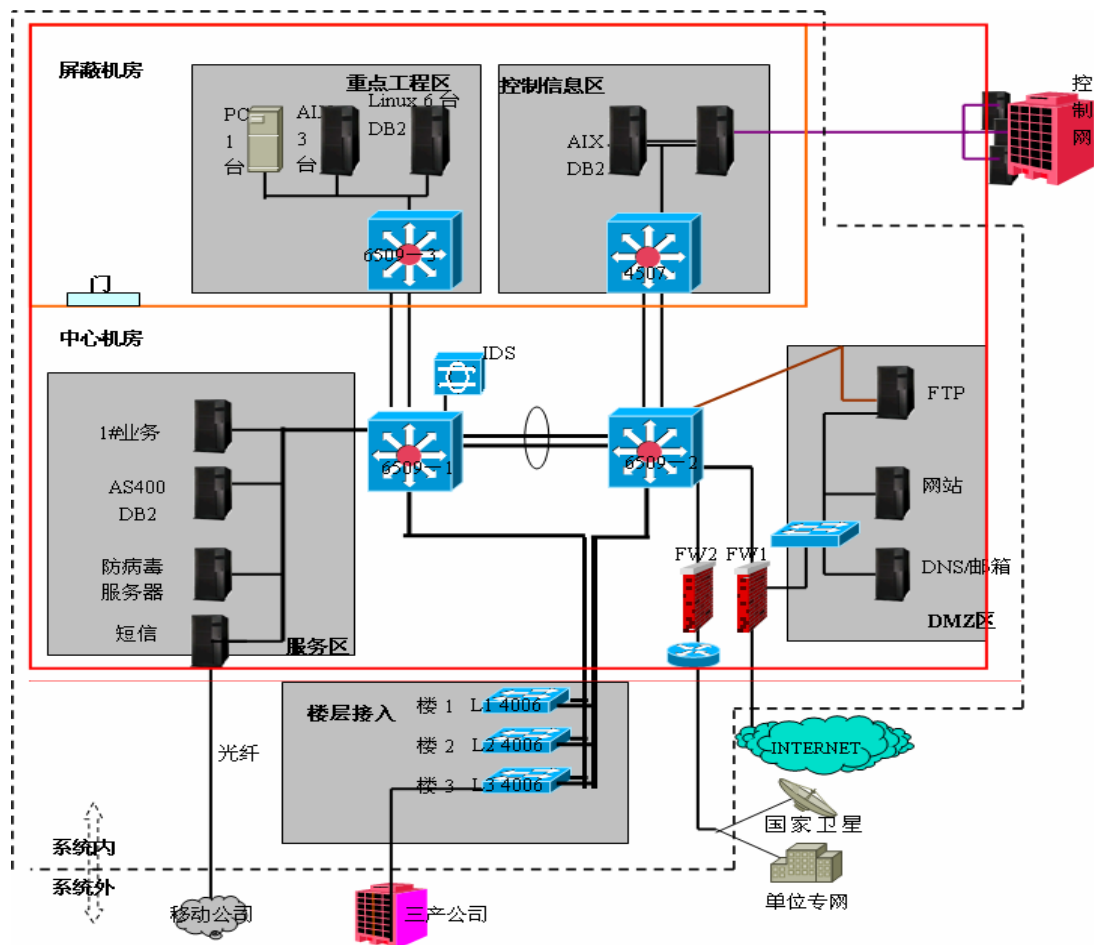 屏蔽机房
重点工程区
控制信息区
控
制
网
PC
1
台
AIX
3
台
Linux 6 台
DB2
AIX
DB2
6509－3
4507
门
中心机房
IDS
1#业务
AS400
DB2
防病毒
服务器
短信
服务区
6509－1
6509－2
FW2
FW1
FTP
网站
DNS/邮箱
DMZ区
楼层接入
楼 1
L1 4006
楼 2
L2 4006
楼 3
L3 4006
光纤
INTERNET
国家卫星
单位专网
系统内
系统外
移动公司
三产公司